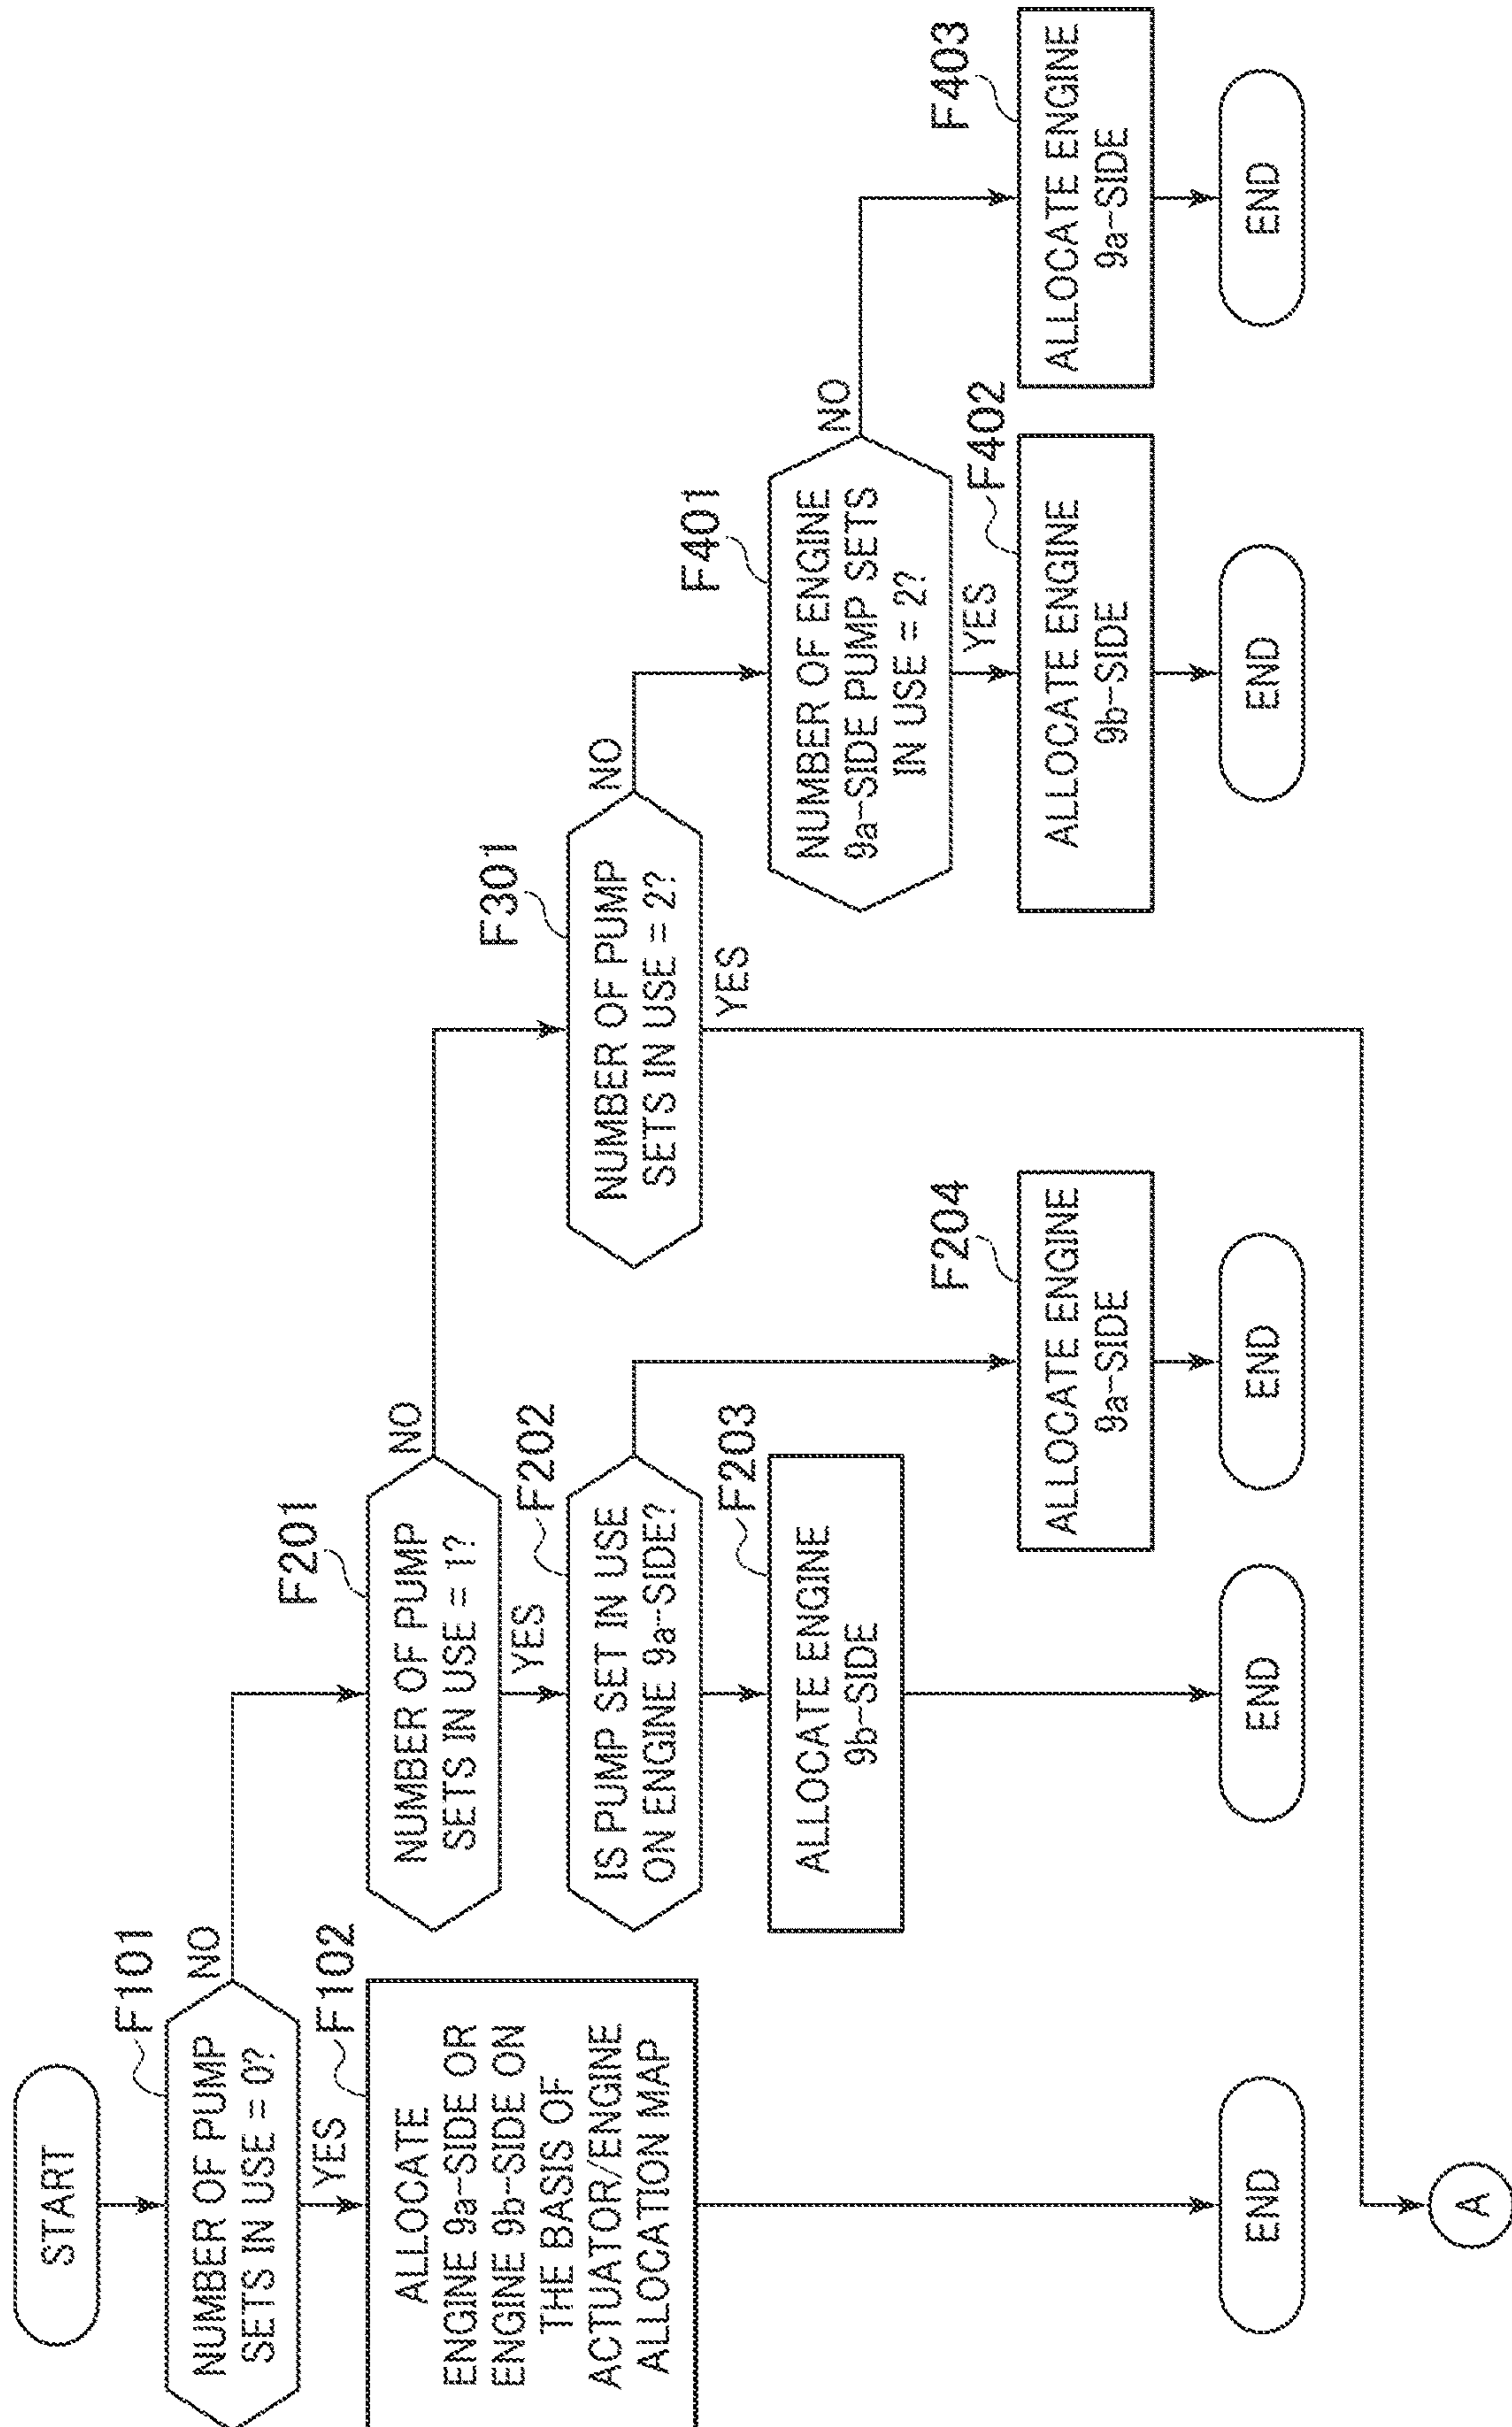 START
F101
NUMBER OF PUMP
SETS IN USE = 0?
NO
YES
F102
ALLOCATE
ENGINE 9a-SIDE OR
ENGINE 9b-SIDE ON
THE BASIS OF
ACTUATOR/ENGINE
ALLOCATION MAP
END
F201
NUMBER OF PUMP
SETS IN USE = 1?
NO
YES
F202
IS PUMP SET IN USE
ON ENGINE 9a-SIDE?
F203
ALLOCATE ENGINE
9b-SIDE
END
F204
ALLOCATE ENGINE
9a-SIDE
END
F301
NUMBER OF PUMP
SETS IN USE = 2?
NO
YES
A
F401
NUMBER OF ENGINE
9a-SIDE PUMP SETS
IN USE = 2?
NO
YES
F402
ALLOCATE ENGINE
9b-SIDE
END
F403
ALLOCATE ENGINE
9a-SIDE
END